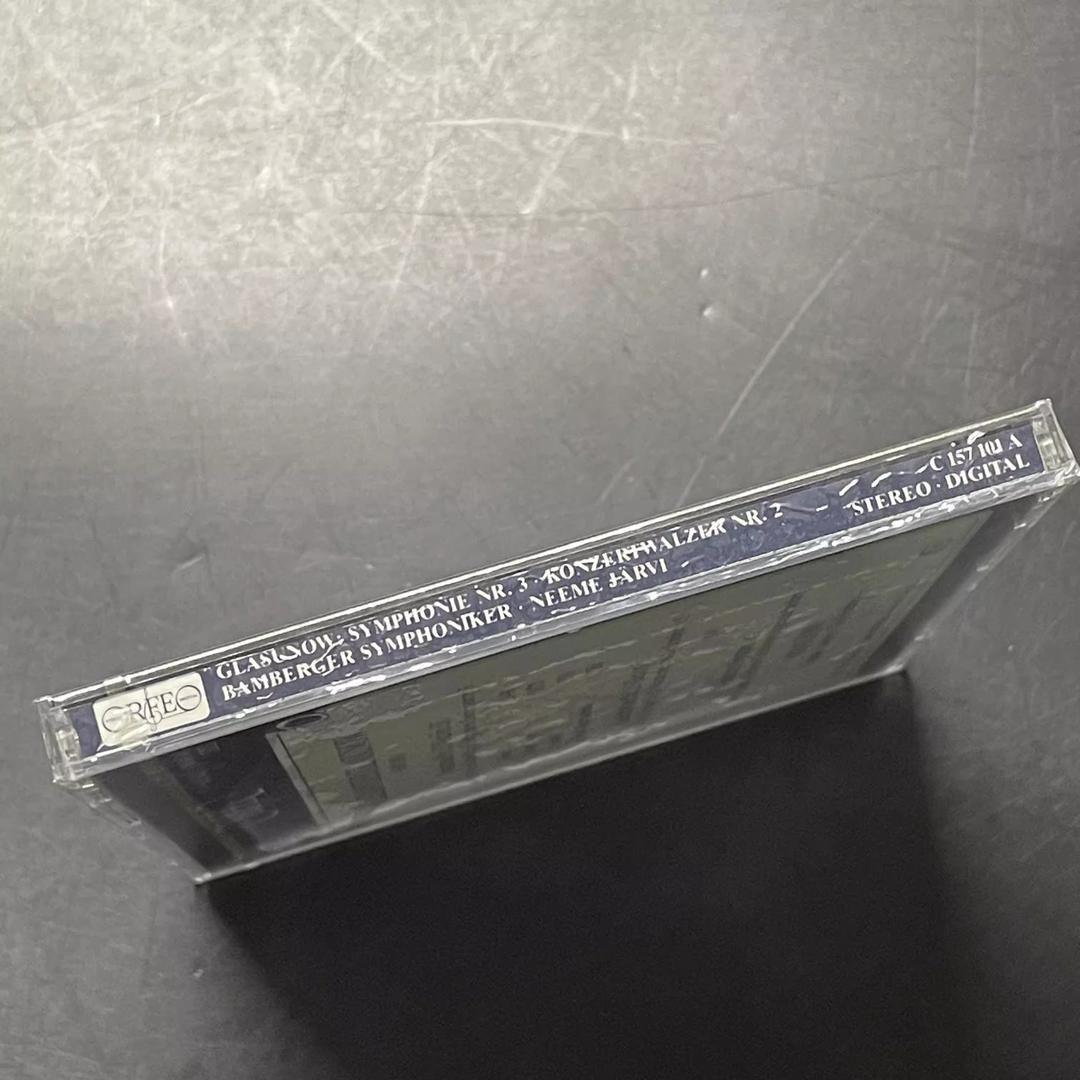 ORFEO
GLASUNOW: SYMPHONIE NR. 3 · KONZERTWALZER NR. 2
C 157 101 A
BAMBERGER SYMPHONIKER · NEEME JÄRVI
STEREO · DIGITAL